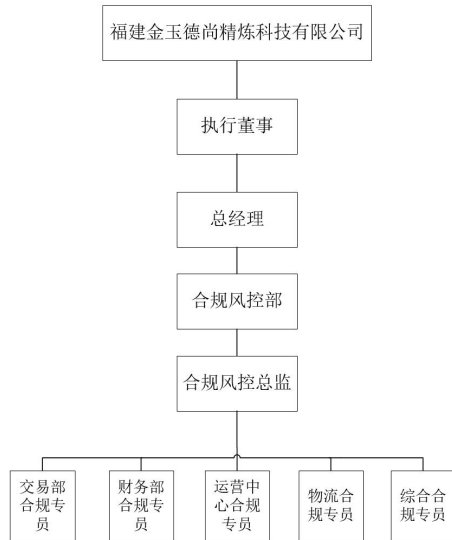 福建金玉德尚精炼科技有限公司
执行董事
总经理
合规风控部
合规风控总监
交易部
合规专
员
财务部
合规专
员
运营中
心合规
专员
物流合
规专员
综合合
规专员